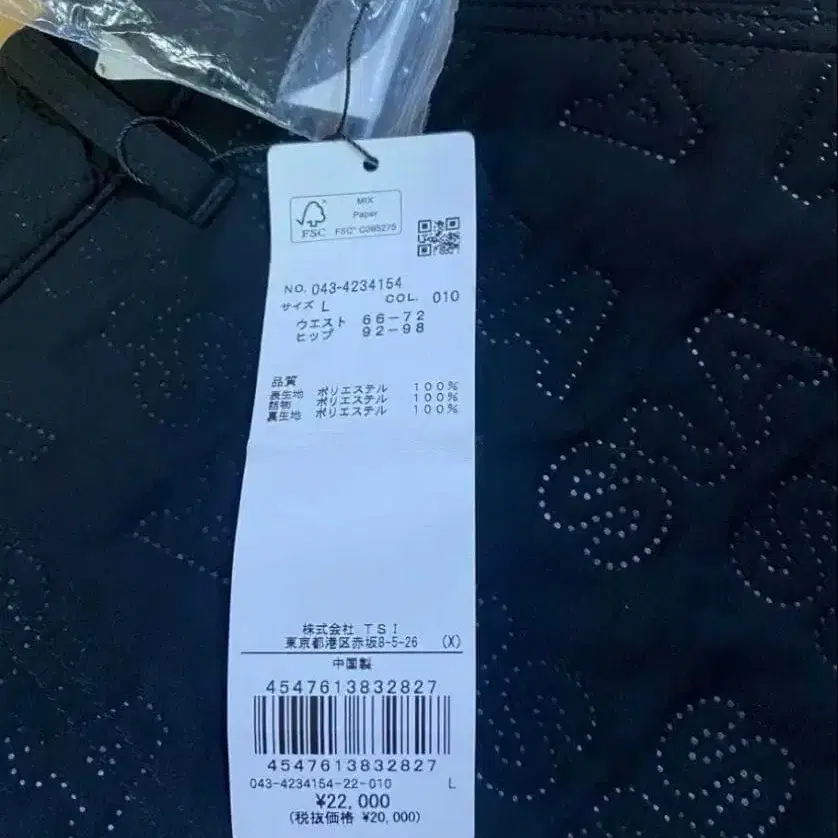 MIX
Paper
FSC
FSC® C095275
NO. 043-4234154
サイズ L COL. 010
ウエスト 66-72
ヒップ 92-98
品質
表生地 ポリエステル 100%
詰物 ポリエステル 100%
裏生地 ポリエステル 100%
株式会社 TSI
東京都港区赤坂8-5-26 (X)
中国製
4547613832827
4547613832827
043-4234154-22-010 L
¥22,000
(税抜価格 ¥20,000)